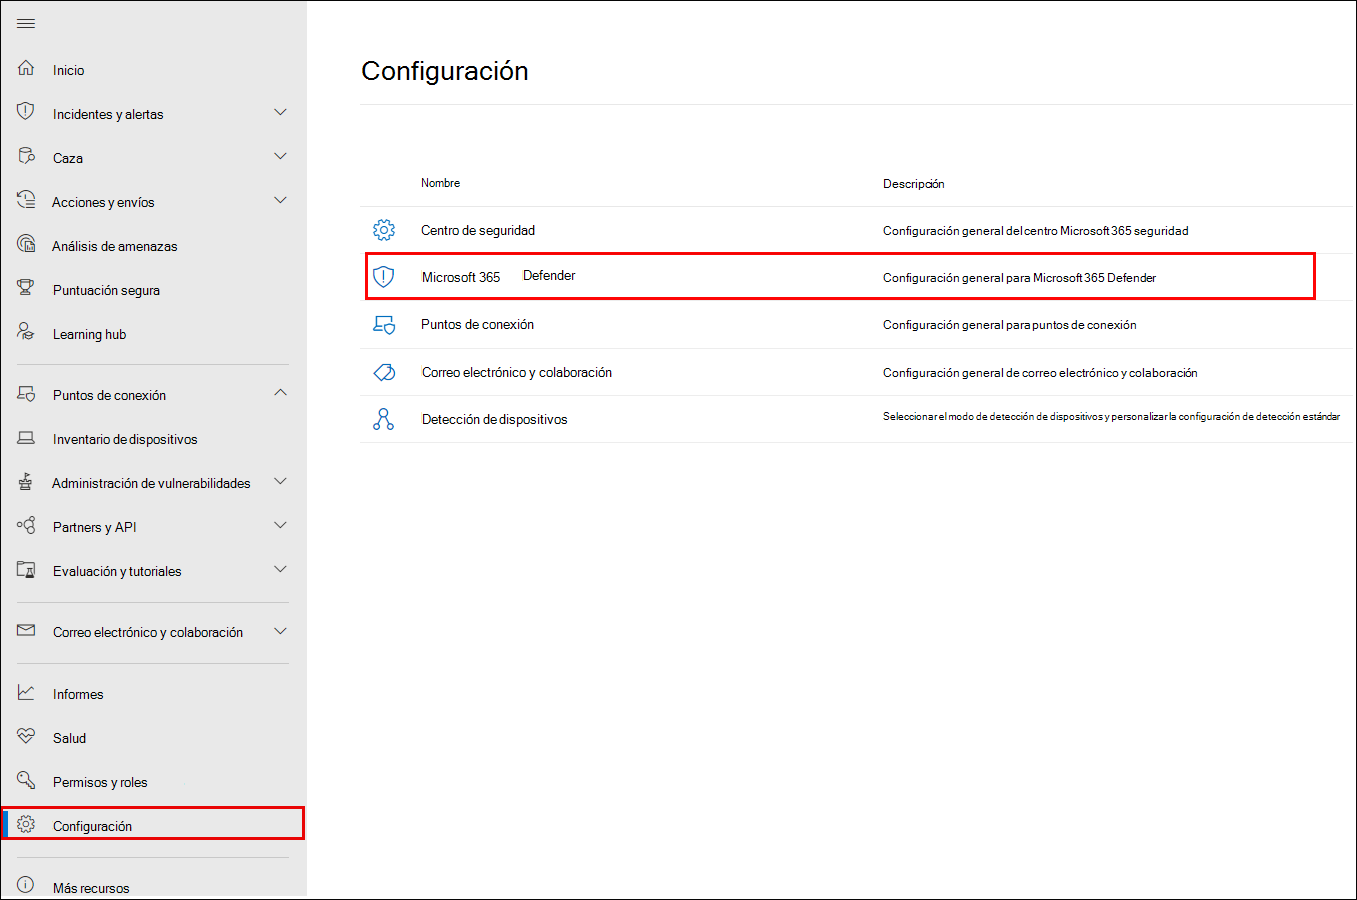 Inicio
Incidentes y alertas
Caza
Acciones y envíos
Análisis de amenazas
Puntuación segura
Learning hub
Puntos de conexión
Inventario de dispositivos
Administración de vulnerabilidades
Partners y API
Evaluación y tutoriales
Correo electrónico y colaboración
Informes
Salud
Permisos y roles
Configuración
Más recursos
Configuración
Nombre Descripción
Centro de seguridad Configuración general del centro Microsoft 365 seguridad
Microsoft 365 Defender Configuración general para Microsoft 365 Defender
Puntos de conexión Configuración general para puntos de conexión
Correo electrónico y colaboración Configuración general de correo electrónico y colaboración
Detección de dispositivos Seleccionar el modo de detección de dispositivos y personalizar la configuración de detección estándar